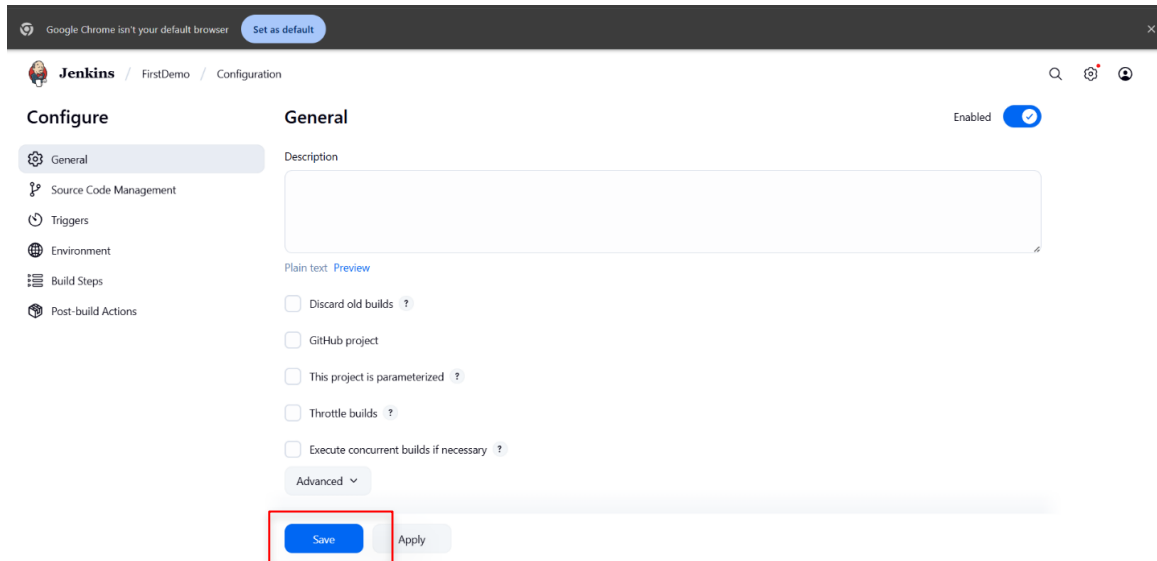 Google Chrome isn't your default browser Set as default
Jenkins / FirstDemo / Configuration
Configure
General
Source Code Management
Triggers
Environment
Build Steps
Post-build Actions
General
Enabled
Description
Plain text Preview
Discard old builds ?
GitHub project
This project is parameterized ?
Throttle builds ?
Execute concurrent builds if necessary ?
Advanced
Save Apply